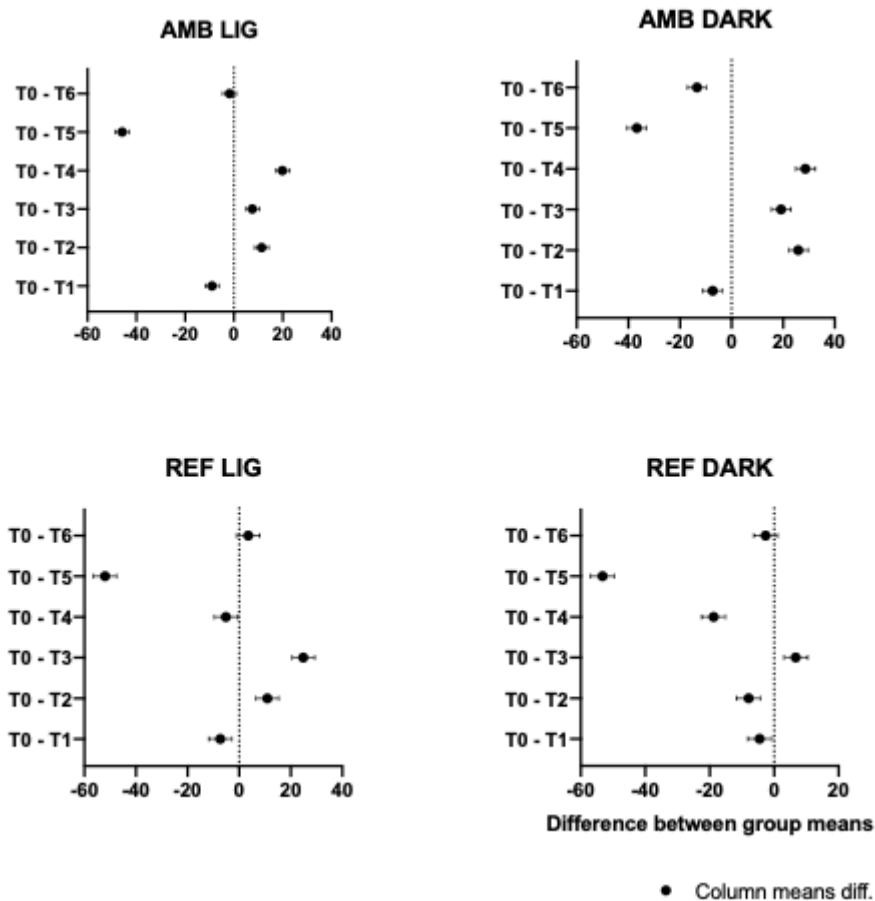 AMB LIG
T0 - T6
T0 - T5
T0 - T4
T0 - T3
T0 - T2
T0 - T1
-60 -40 -20 0 20 40
AMB DARK
T0 - T6
T0 - T5
T0 - T4
T0 - T3
T0 - T2
T0 - T1
-60 -40 -20 0 20 40
REF LIG
T0 - T6
T0 - T5
T0 - T4
T0 - T3
T0 - T2
T0 - T1
-60 -40 -20 0 20 40
REF DARK
T0 - T6
T0 - T5
T0 - T4
T0 - T3
T0 - T2
T0 - T1
-60 -40 -20 0 20
Difference between group means
Column means diff.